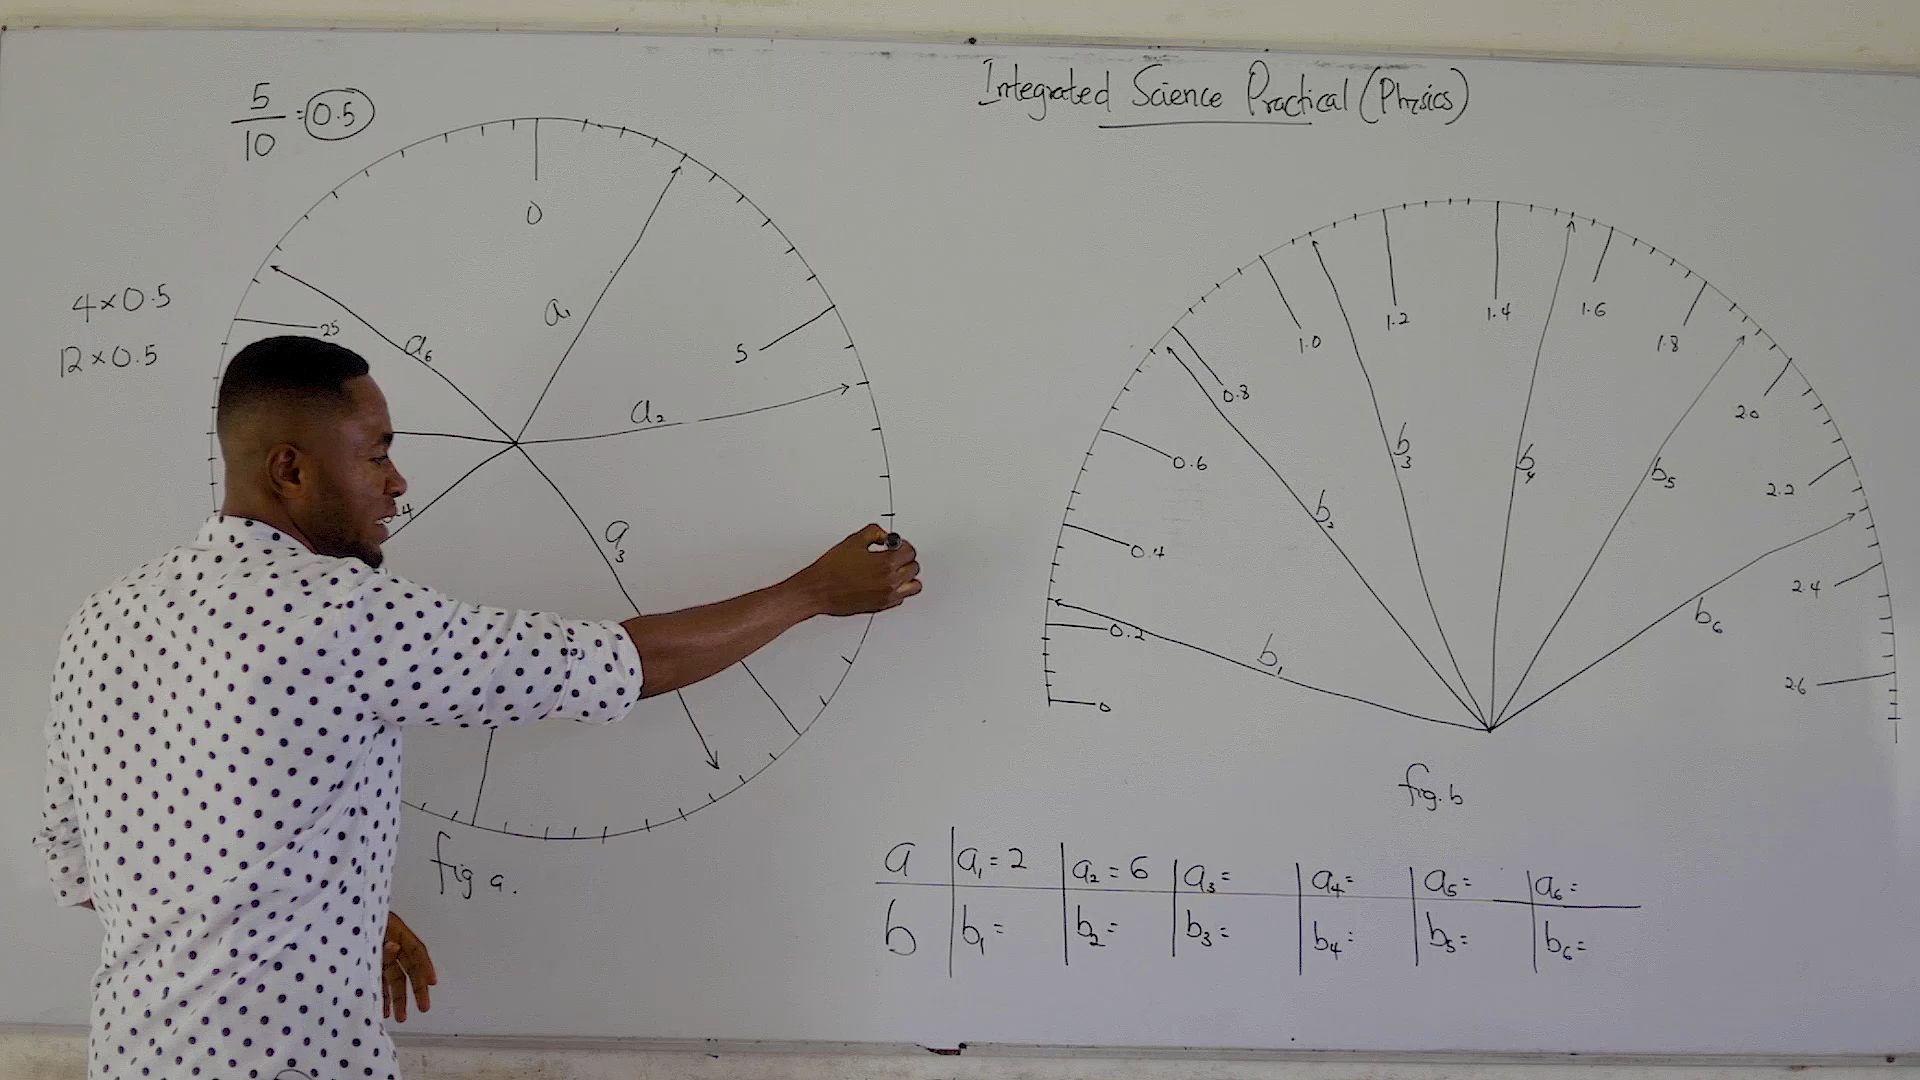 Integrated Science Practical (Physics)
5/10 = 0.5
4×0.5
12×0.5
0
5
25
a₁
a₂
a₃
a₆
fig a.
0
0.2
0.4
0.6
0.8
1.0
1.2
1.4
1.6
1.8
20
2.2
2.4
2.6
b₁
b₂
b₃
b₄
b₅
b₆
fig. b
a a₁=2 a₂=6 a₃= a₄= a₅= a₆=
b b₁= b₂= b₃= b₄= b₅= b₆=